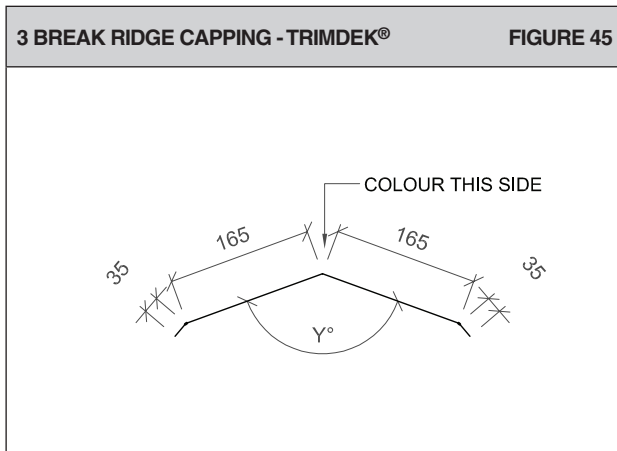 3 BREAK RIDGE CAPPING - TRIMDEK® FIGURE 45
COLOUR THIS SIDE
165 165
35 35
Y°